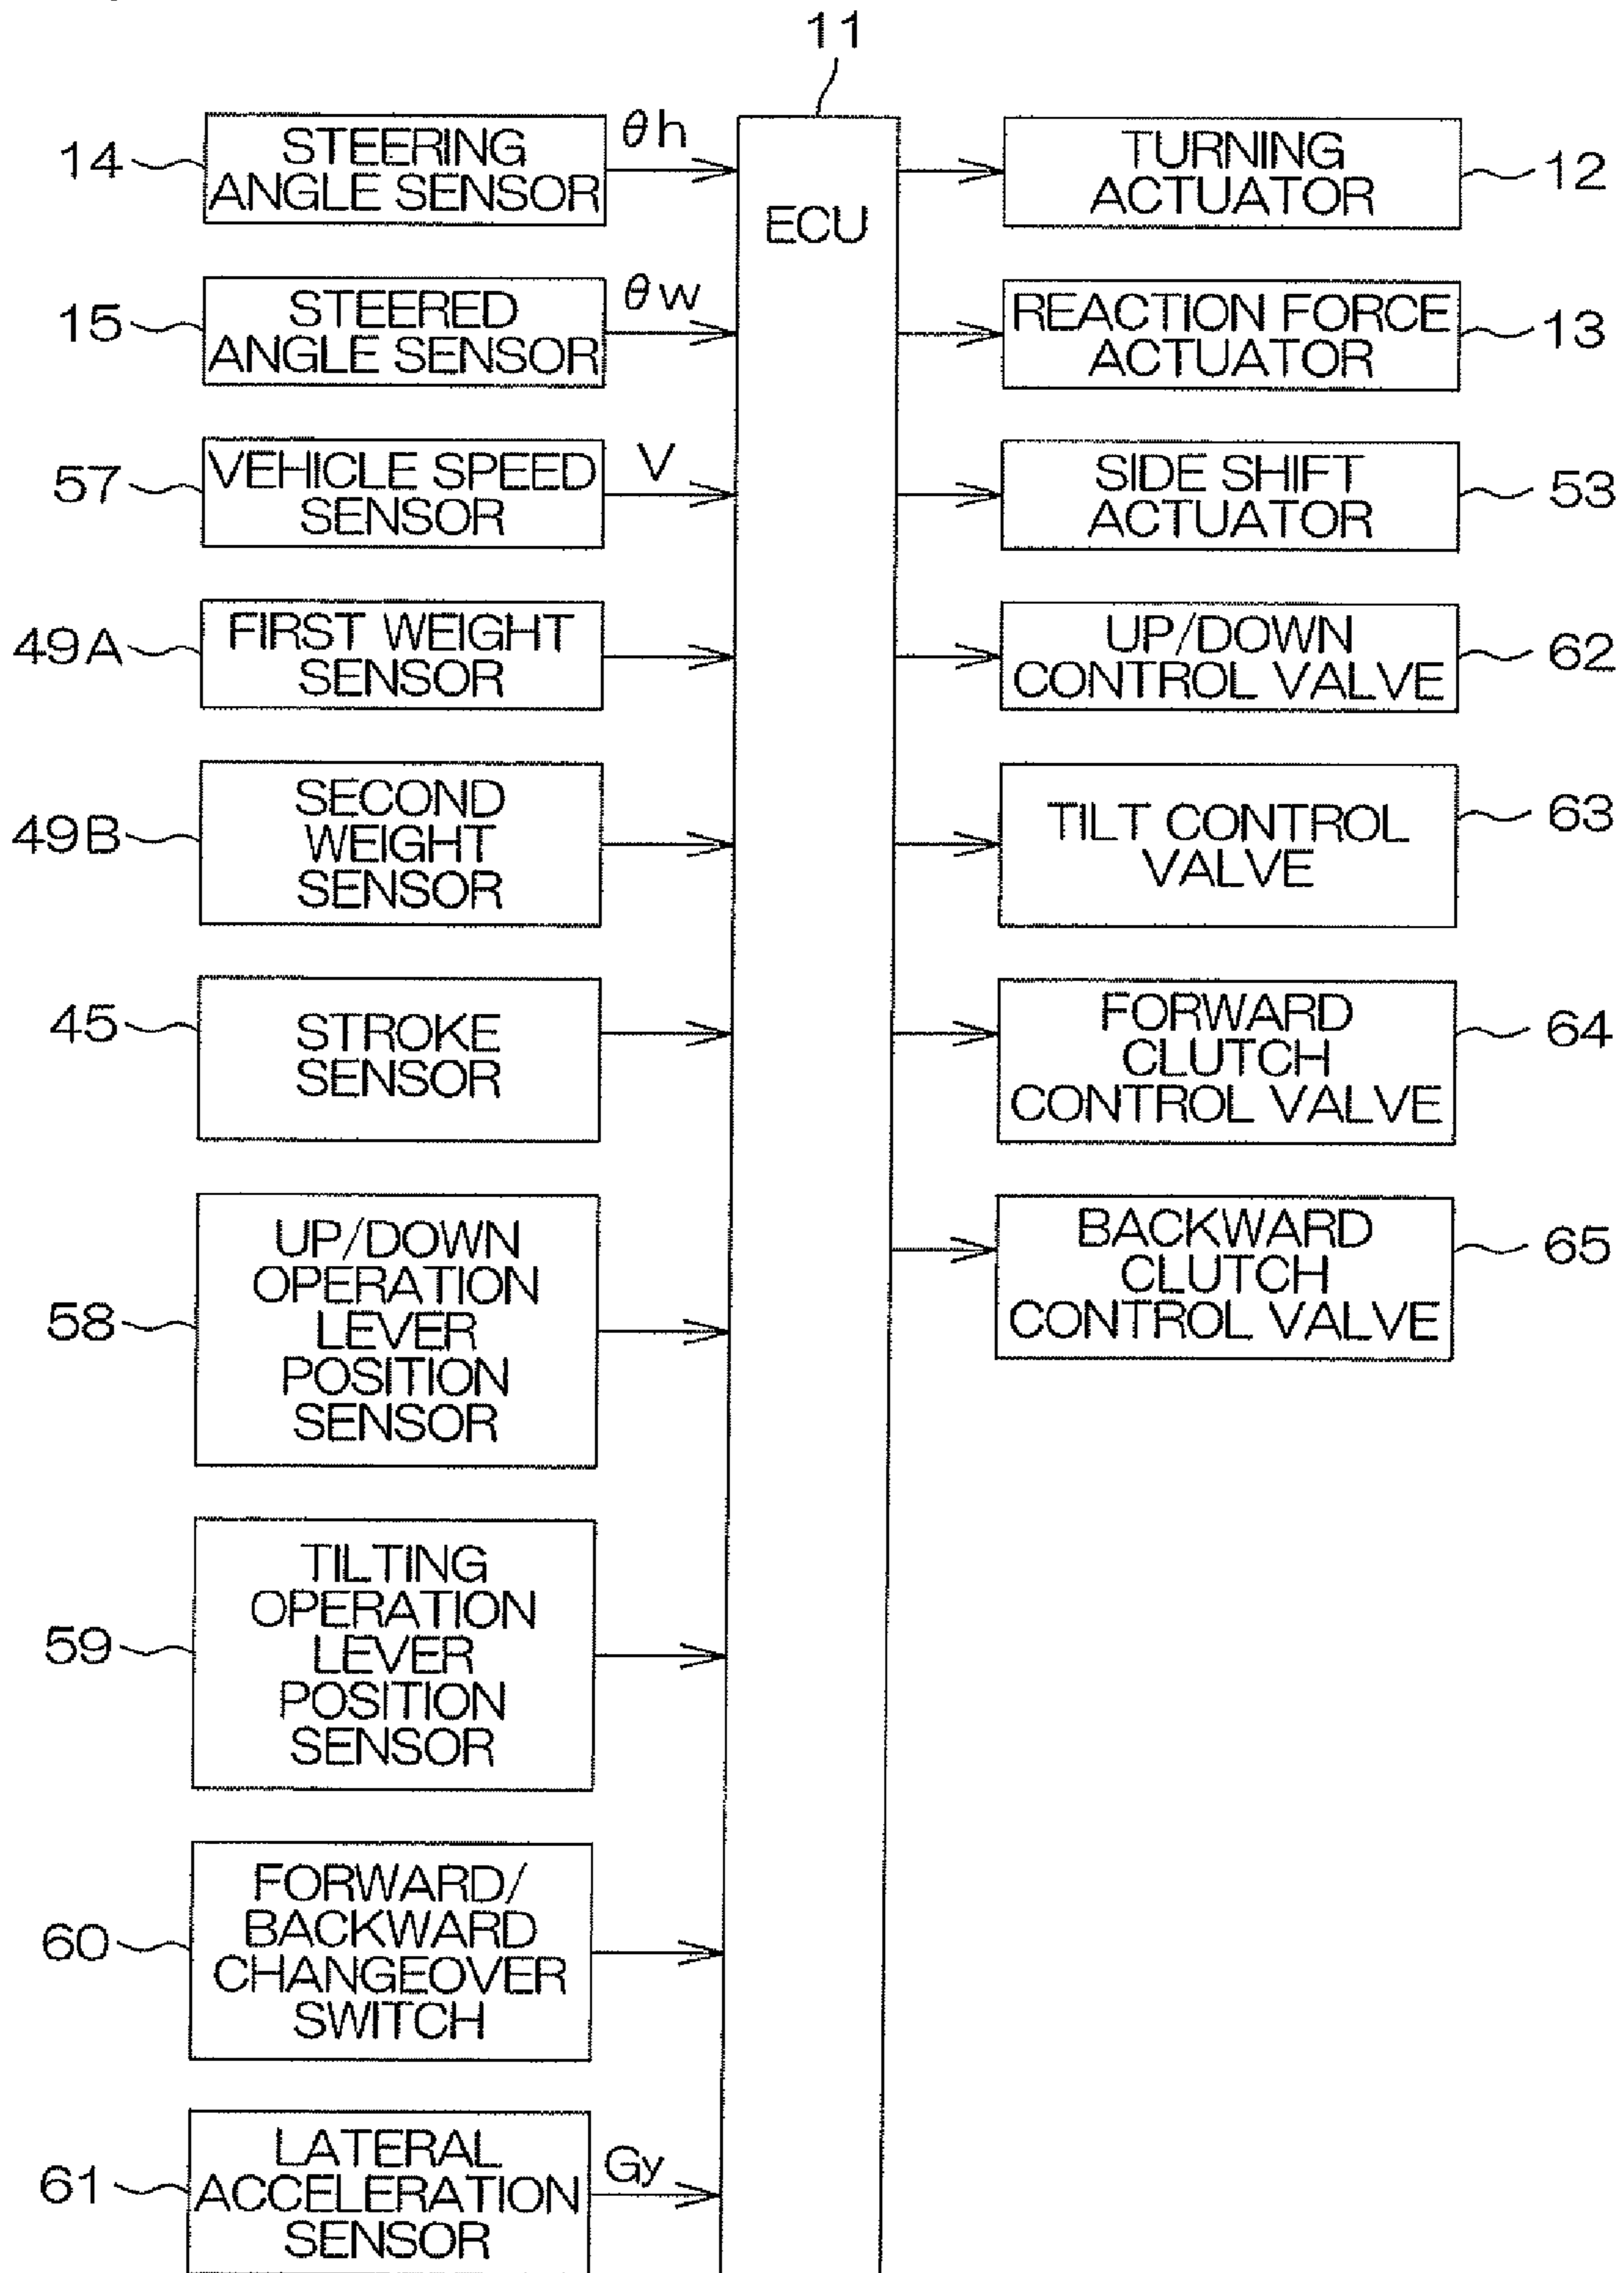 11
14
STEERING
ANGLE SENSOR
θh
ECU
TURNING
ACTUATOR
12
15
STEERED
ANGLE SENSOR
θw
REACTION FORCE
ACTUATOR
13
57
VEHICLE SPEED
SENSOR
V
SIDE SHIFT
ACTUATOR
53
49A
FIRST WEIGHT
SENSOR
UP/DOWN
CONTROL VALVE
62
49B
SECOND
WEIGHT
SENSOR
TILT CONTROL
VALVE
63
45
STROKE
SENSOR
FORWARD
CLUTCH
CONTROL VALVE
64
58
UP/DOWN
OPERATION
LEVER
POSITION
SENSOR
BACKWARD
CLUTCH
CONTROL VALVE
65
59
TILTING
OPERATION
LEVER
POSITION
SENSOR
60
FORWARD/
BACKWARD
CHANGEOVER
SWITCH
61
LATERAL
ACCELERATION
SENSOR
Gy